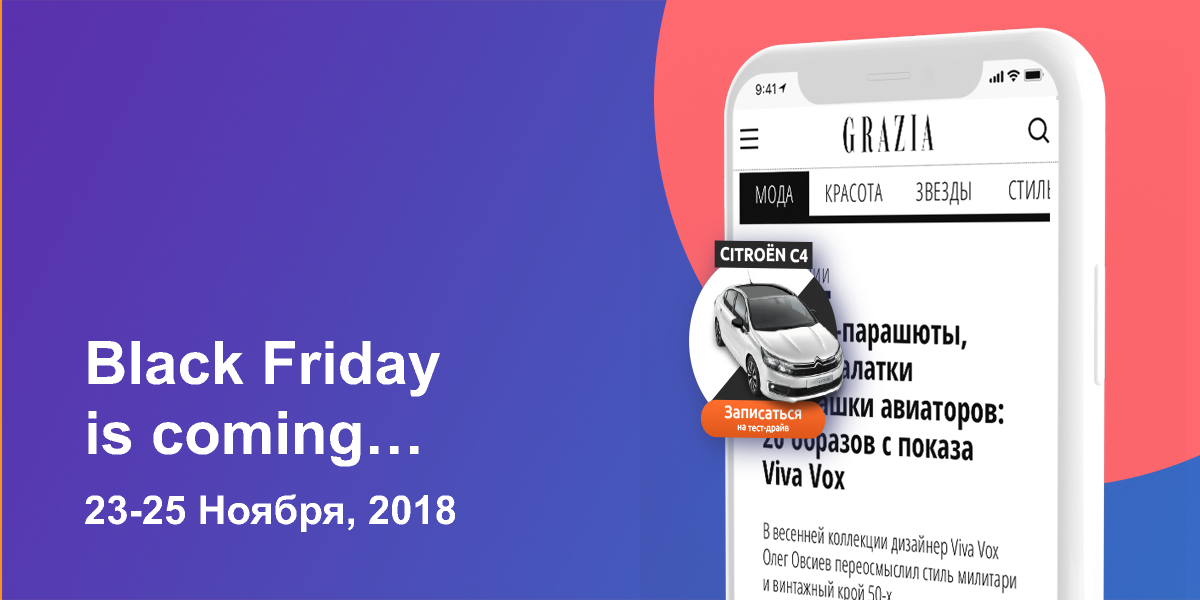 Black Friday
is coming...
23-25 Ноября, 2018
9:41
GRAZIA
МОДА КРАСОТА ЗВЕЗДЫ СТИЛЬ
CITROËN C4
Записаться
на тест-драйв
-парашюты,
авиаторов:
20 образов с показа
Viva Vox
В весенней коллекции дизайнер Viva Vox
Олег Овсиев переосмыслил стиль милитари
и винтажный крой 50-х